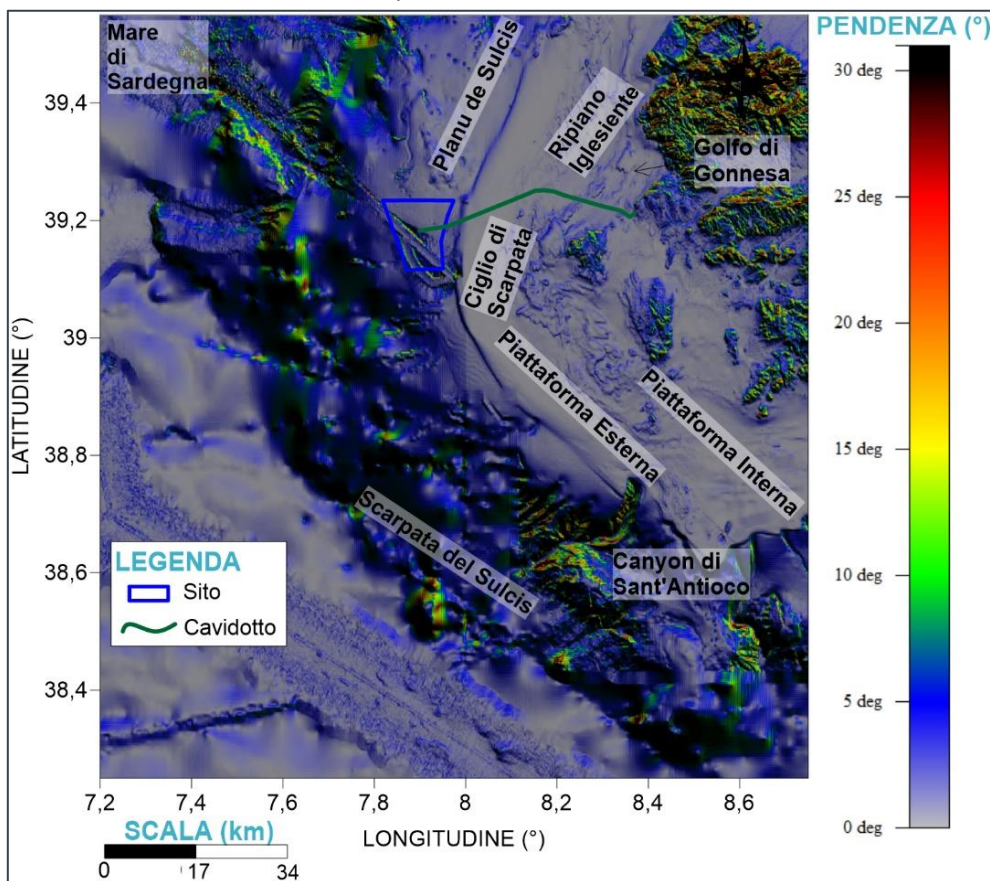 PENDENZA (°)
Mare
di
Sardegna
Planu de Sulcis
Ripiano
Iglesiente
Golfo di
Gonnesa
Ciglio di
Scarpata
Piattaforma Esterna
Piattaforma Interna
Scarpata del Sulcis
Canyon di
Sant'Antioco
LEGENDA
Sito
Cavidotto
LATITUDINE (°)
39,4
39,2
39
38,8
38,6
38,4
7,2
7,4
7,6
7,8
8
8,2
8,4
8,6
LONGITUDINE (°)
SCALA (km)
0
17
34
30 deg
25 deg
20 deg
15 deg
10 deg
5 deg
0 deg